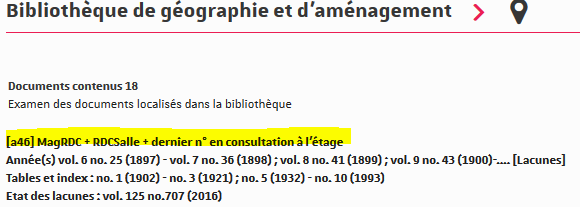 Bibliothèque de géographie et d’aménagement
Documents contenus 18
Examen des documents localisés dans la bibliothèque
[a46] MagRDC + RDCSalle + dernier n° en consultation à l’étage
Année(s) vol. 6 no. 25 (1897) - vol. 7 no. 36 (1898) ; vol. 8 no. 41 (1899) ; vol. 9 no. 43 (1900)-.... [Lacunes]
Tables et index : no. 1 (1902) - no. 3 (1921) ; no. 5 (1932) - no. 10 (1993)
Etat des lacunes : vol. 125 no.707 (2016)